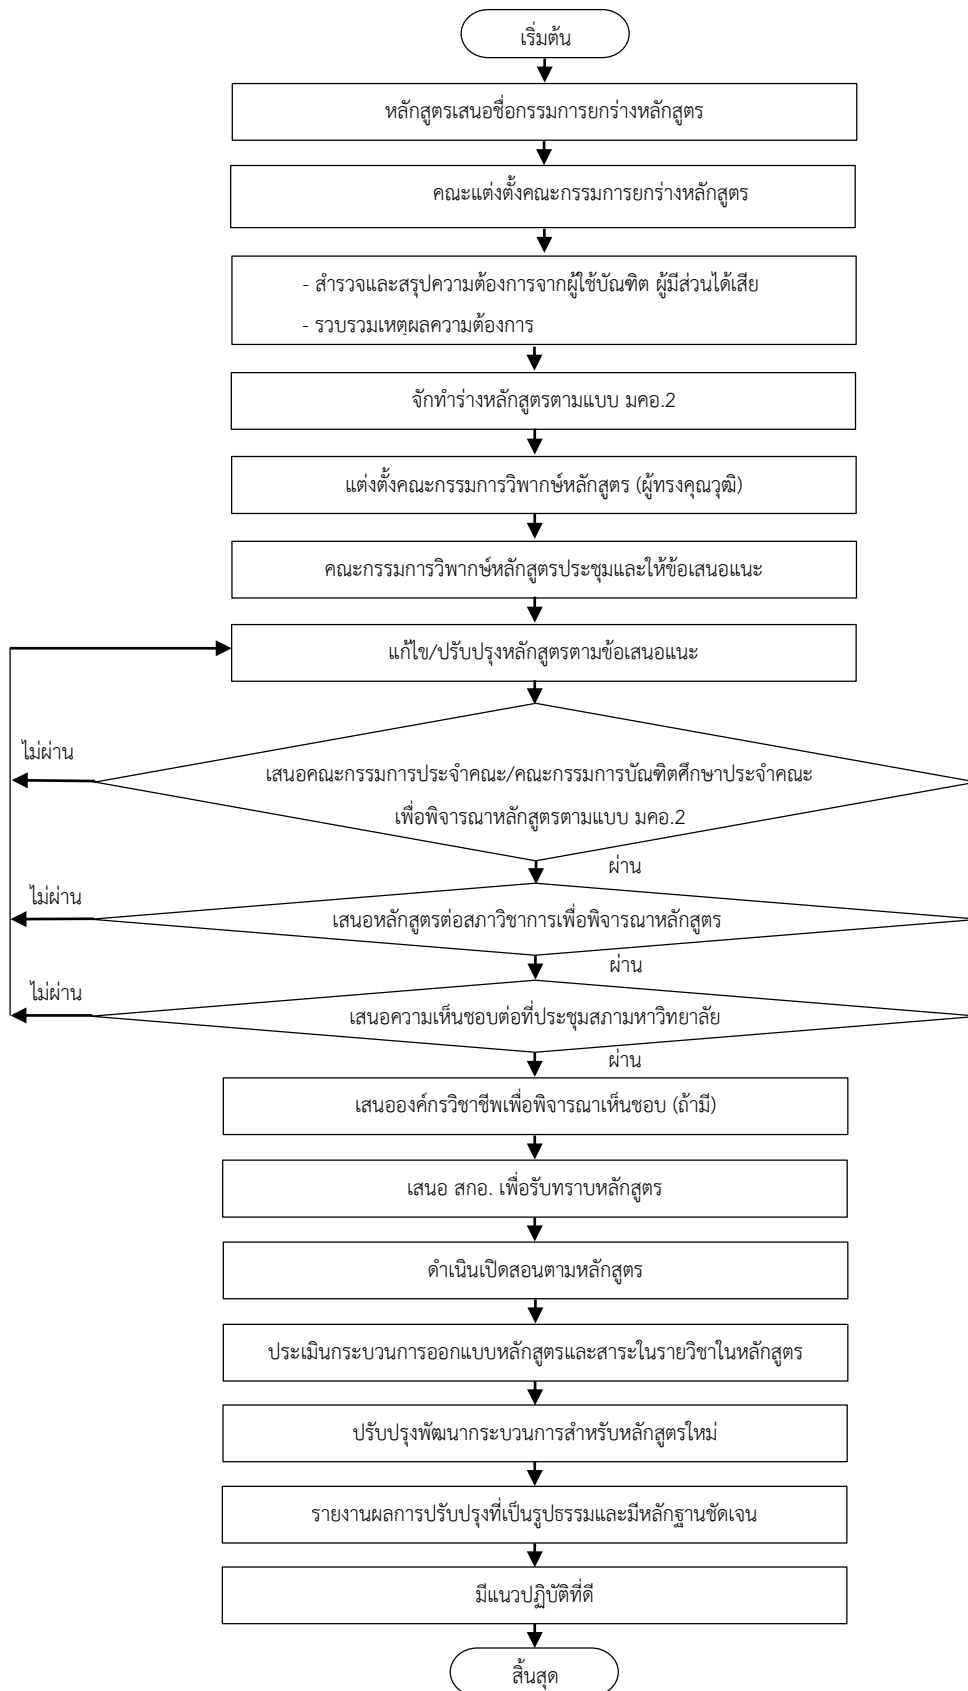 เริ่มต้น
หลักสูตรเสนอชื่อกรรมการยกร่างหลักสูตร
คณะแต่งตั้งคณะกรรมการยกร่างหลักสูตร
- สำรวจและสรุปความต้องการจากผู้ใช้บัณฑิต ผู้มีส่วนได้เสีย
- รวบรวมเหตุผลความต้องการ
จักทำร่างหลักสูตรตามแบบ มคอ.2
แต่งตั้งคณะกรรมการวิพากษ์หลักสูตร (ผู้ทรงคุณวุฒิ)
คณะกรรมการวิพากษ์หลักสูตรประชุมและให้ข้อเสนอแนะ
แก้ไข/ปรับปรุงหลักสูตรตามข้อเสนอแนะ
ไม่ผ่าน
เสนอคณะกรรมการประจำคณะ/คณะกรรมการบัณฑิตศึกษาประจำคณะ
เพื่อพิจารณาหลักสูตรตามแบบ มคอ.2
ผ่าน
ไม่ผ่าน
เสนอหลักสูตรต่อสภาวิชาการเพื่อพิจารณาหลักสูตร
ผ่าน
ไม่ผ่าน
เสนอความเห็นชอบต่อที่ประชุมสภามหาวิทยาลัย
ผ่าน
เสนอองค์กรวิชาชีพเพื่อพิจารณาเห็นชอบ (ถ้ามี)
เสนอ สกอ. เพื่อรับทราบหลักสูตร
ดำเนินเปิดสอนตามหลักสูตร
ประเมินกระบวนการออกแบบหลักสูตรและสาระในรายวิชาในหลักสูตร
ปรับปรุงพัฒนากระบวนการสำหรับหลักสูตรใหม่
รายงานผลการปรับปรุงที่เป็นรูปธรรมและมีหลักฐานชัดเจน
มีแนวปฏิบัติที่ดี
สิ้นสุด